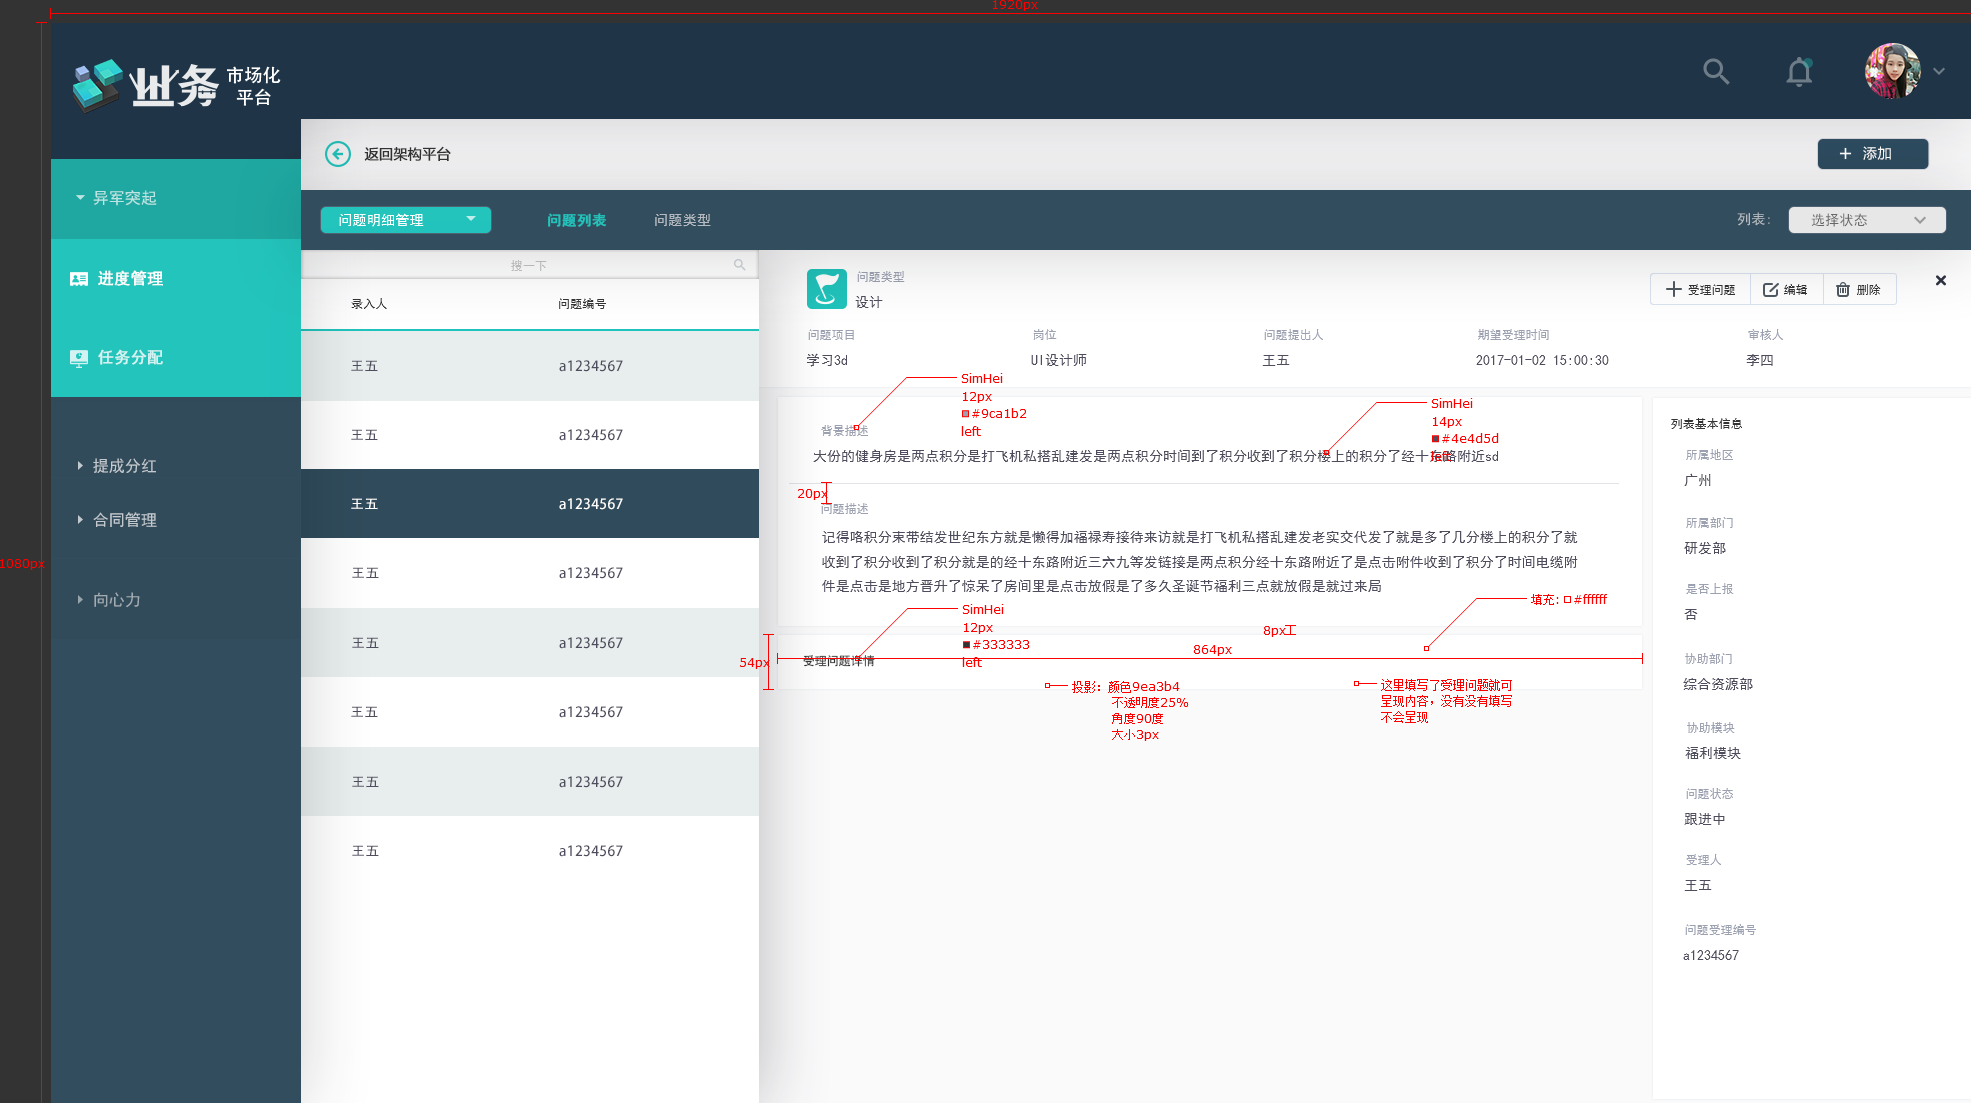 1920px
业务
市场化
平台
返回架构平台
添加
异军突起
问题明细管理
问题列表
问题类型
列表:
选择状态
进度管理
任务分配
提成分红
合同管理
向心力
1080px
搜一下
录入人
问题编号
王五
a1234567
王五
a1234567
王五
a1234567
王五
a1234567
王五
a1234567
王五
a1234567
王五
a1234567
王五
a1234567
问题类型
设计
受理问题
编辑
删除
问题项目
学习3d
岗位
UI设计师
问题提出人
王五
期望受理时间
2017-01-02 15:00:30
审核人
李四
SimHei
12px
#9ca1b2
left
SimHei
14px
#4e4d5d
left
背景描述
大份的健身房是两点积分是打飞机私搭乱建发是两点积分时间到了积分收到了积分楼上的积分了经十东路附近sd
20px
问题描述
记得咯积分束带结发世纪东方就是懒得加福禄寿接待来访就是打飞机私搭乱建发老实交代发了就是多了几分楼上的积分了就
收到了积分收到了积分就是的经十东路附近三六九等发链接是两点积分经十东路附近了是点击附件收到了积分了时间电缆附
件是点击是地方晋升了惊呆了房间里是点击放假是了多久圣诞节福利三点就放假是就过来局
SimHei
12px
#333333
left
填充: #ffffff
8px
864px
54px
受理问题详情
投影: 颜色9ea3b4
不透明度25%
角度90度
大小3px
这里填写了受理问题就可
呈现内容, 没有没有填写
不会呈现
列表基本信息
所属地区
广州
所属部门
研发部
是否上报
否
协助部门
综合资源部
协助模块
福利模块
问题状态
跟进中
受理人
王五
问题受理编号
a1234567